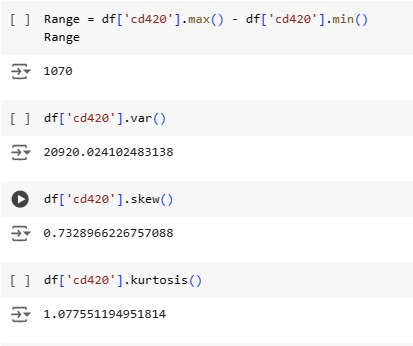 [ ] Range = df['cd420'].max() - df['cd420'].min()
Range
1070
[ ] df['cd420'].var()
20920.024102483138
df['cd420'].skew()
0.7328966226757088
[ ] df['cd420'].kurtosis()
1.077551194951814